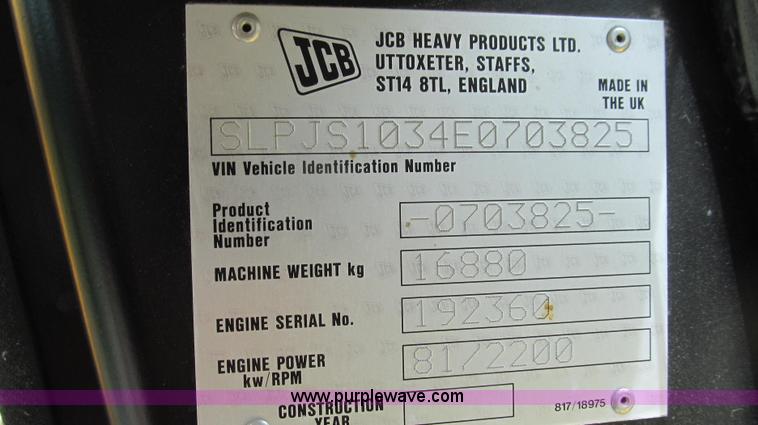 JCB
JCB HEAVY PRODUCTS LTD.
UTTOXETER, STAFFS,
ST14 8TL, ENGLAND
MADE IN
THE UK
SLPJS1034E0703825
VIN Vehicle Identification Number
Product
Identification
Number
-0703825-
MACHINE WEIGHT kg
16880
ENGINE SERIAL No.
192360
ENGINE POWER
kw/RPM
81/2200
CONSTRUCTION
YEAR
817/18975
www.purplewave.com